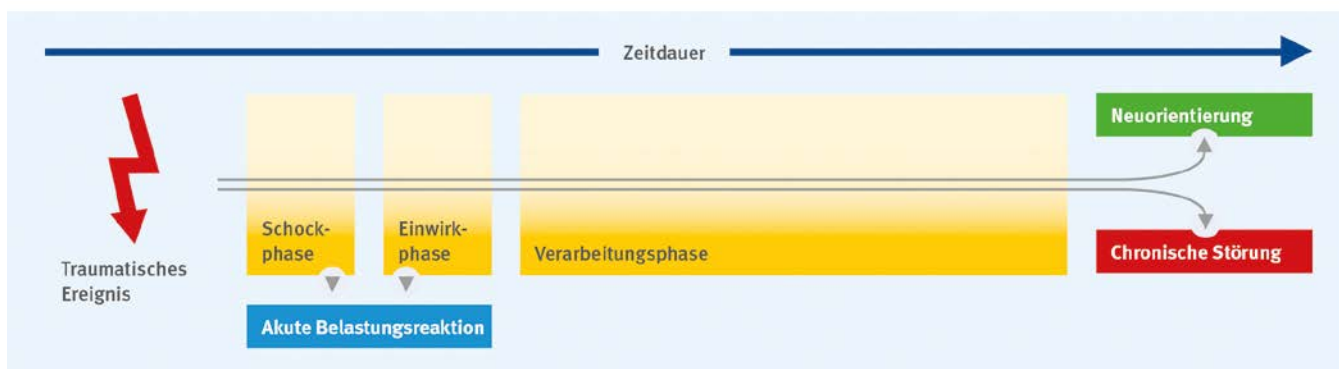 Zeitdauer
Traumatisches
Ereignis
Schock-
phase
Einwirk-
phase
Akute Belastungsreaktion
Verarbeitungsphase
Neuorientierung
Chronische Störung